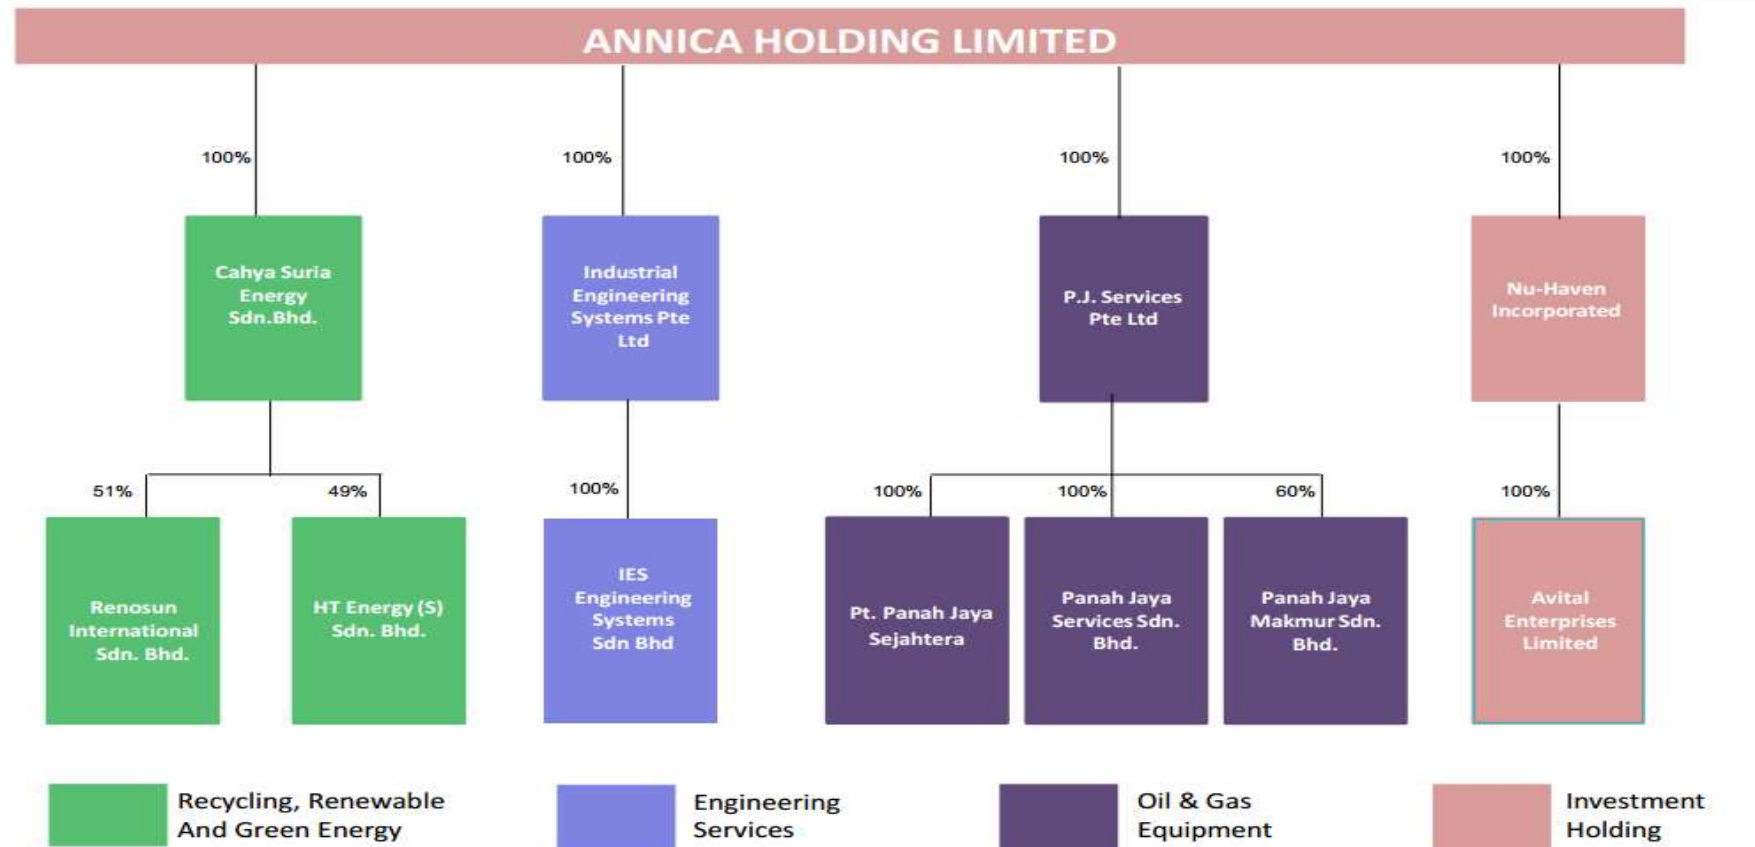 ANNICA HOLDING LIMITED
100%
100%
100%
100%
Cahya Suria
Energy
Sdn.Bhd.
Industrial
Engineering
Systems Pte
Ltd
P.J. Services
Pte Ltd
Nu-Haven
Incorporated
51%
49%
100%
100%
100%
60%
100%
Renosun
International
Sdn. Bhd.
HT Energy (S)
Sdn. Bhd.
IES
Engineering
Systems
Sdn Bhd
Pt. Panah Jaya
Sejahtera
Panah Jaya
Services Sdn.
Bhd.
Panah Jaya
Makmur Sdn.
Bhd.
Avital
Enterprises
Limited
Recycling, Renewable
And Green Energy
Engineering
Services
Oil & Gas
Equipment
Investment
Holding